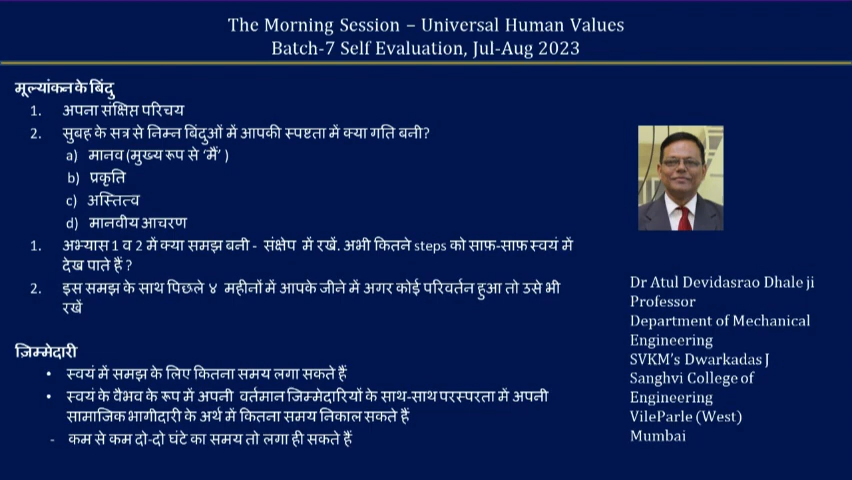 The Morning Session – Universal Human Values
Batch-7 Self Evaluation, Jul-Aug 2023
मूल्यांकन के बिंदु
1. अपना संक्षिप्त परिचय
2. सुबह के सत्र से निम्न बिंदुओं में आपकी स्पष्टता में क्या गति बनी?
a) मानव (मुख्य रूप से ‘मैं’ )
b) प्रकृति
c) अस्तित्व
d) मानवीय आचरण
1. अभ्यास 1 व 2 में क्या समझ बनी - संक्षेप में रखें. अभी कितने steps को साफ़-साफ़ स्वयं में
देख पाते हैं ?
2. इस समझ के साथ पिछले ४ महीनों में आपके जीने में अगर कोई परिवर्तन हुआ तो उसे भी
रखें
ज़िम्मेदारी
• स्वयं में समझ के लिए कितना समय लगा सकते हैं
• स्वयं के वैभव के रूप में अपनी वर्तमान जिम्मेदारियों के साथ-साथ परस्परता में अपनी
सामाजिक भागीदारी के अर्थ में कितना समय निकाल सकते हैं
- कम से कम दो-दो घंटे का समय तो लगा ही सकते हैं
Dr Atul Devidasrao Dhale ji
Professor
Department of Mechanical
Engineering
SVKM's Dwarkadas J
Sanghvi College of
Engineering
VileParle (West)
Mumbai